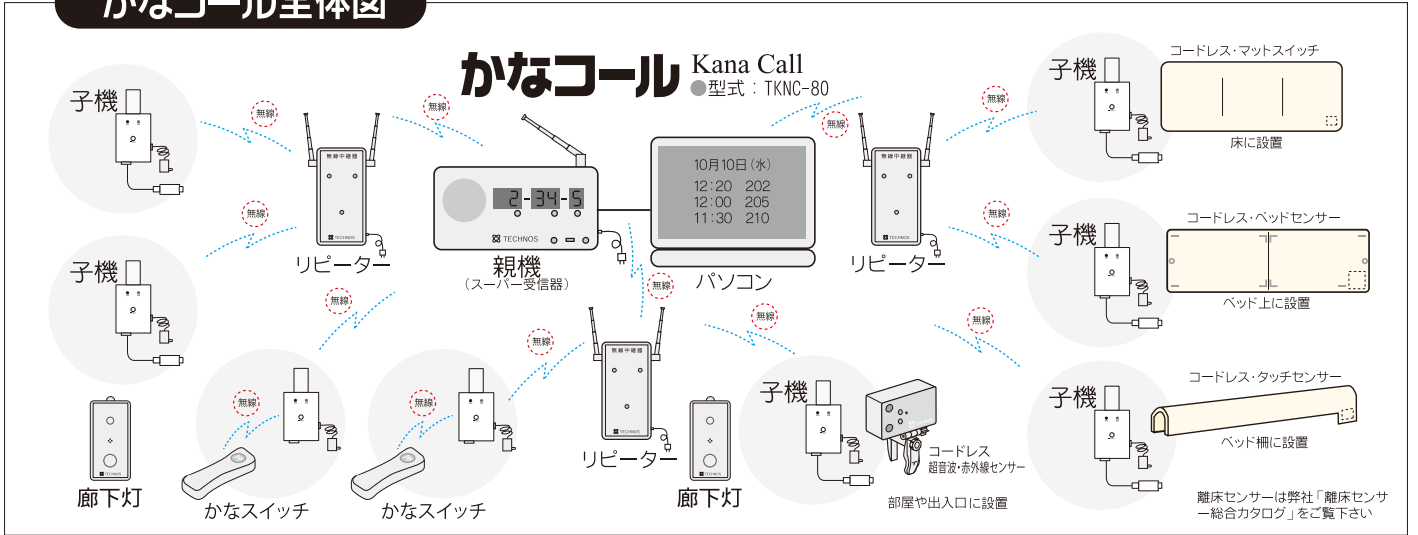 かなコール全体図
かなコール
Kana Call
●型式：TKNC-80
子機
無線
無線
無線中継器
TECHNOS
リピーター
子機
無線
無線
2-34-5
TECHNOS
親機
(スーパー受信器)
10月10日(水)
12:20 202
12:00 205
11:30 210
パソコン
無線
無線
無線中継器
TECHNOS
リピーター
無線
無線
無線
無線中継器
TECHNOS
リピーター
子機
コードレス・マットスイッチ
床に設置
子機
コードレス・ベッドセンサー
ベッド上に設置
子機
コードレス・タッチセンサー
ベッド柵に設置
TECHNOS
廊下灯
無線
かなスイッチ
無線
無線
かなスイッチ
TECHNOS
廊下灯
無線
子機
コードレス
超音波・赤外線センサー
部屋や出入口に設置
離床センサーは弊社「離床センサ
ー総合カタログ」をご覧下さい